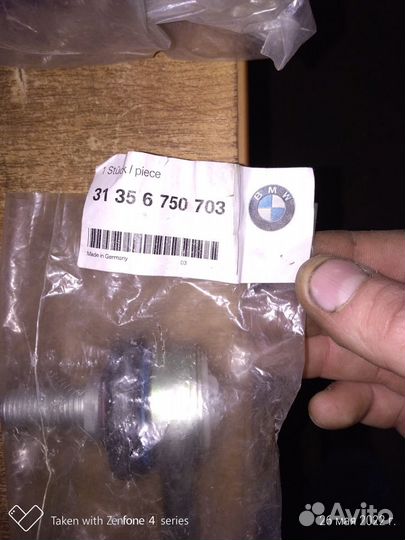 1 Stück / piece
31 35 6 750 703
BMW
Made in Germany
03
Taken with Zenfone 4 series
26 мая 2022 г.
Avito